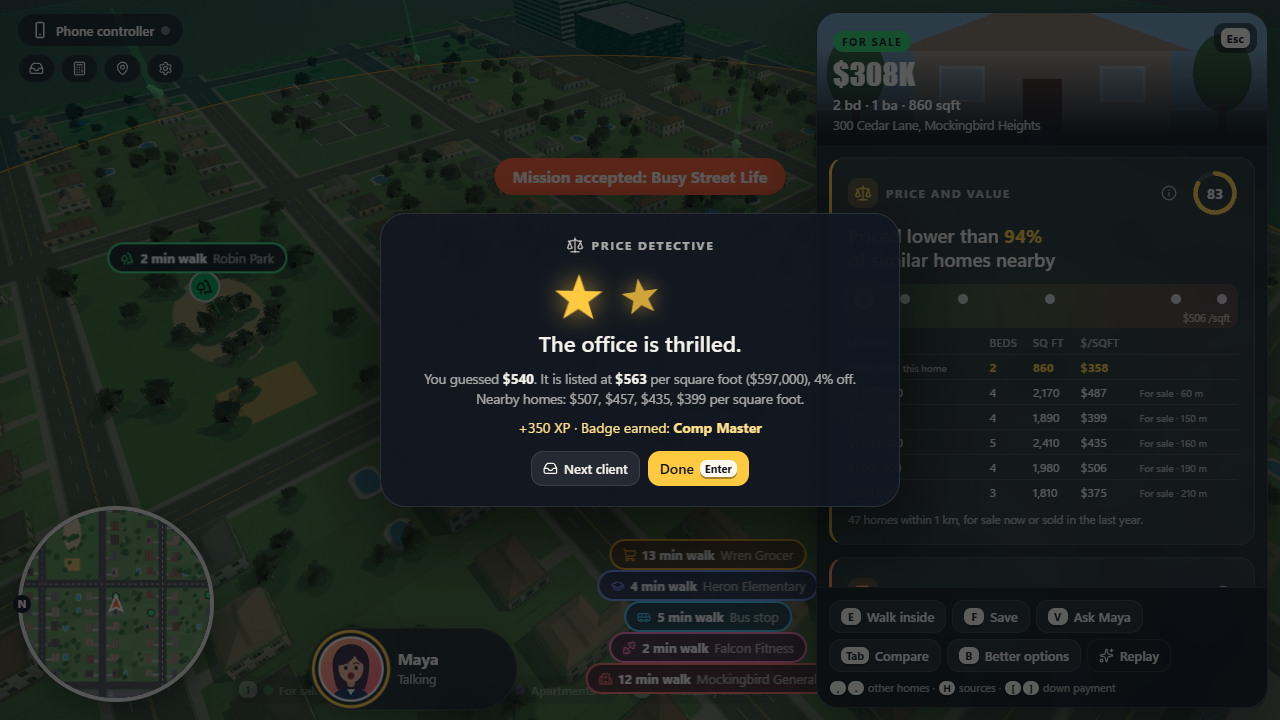 Phone controller
Mission accepted: Busy Street Life
2 min walk Robin Park
PRICE DETECTIVE
The office is thrilled.
You guessed $540. It is listed at $563 per square foot ($597,000), 4% off.
Nearby homes: $507, $457, $435, $399 per square foot.
+350 XP · Badge earned: Comp Master
Next client
Done Enter
13 min walk Wren Grocer
4 min walk Heron Elementary
5 min walk Bus stop
2 min walk Falcon Fitness
12 min walk Mockingbird General
N
Maya
Talking
1 For sale
Apartments
Esc
FOR SALE
$308K
2 bd · 1 ba · 860 sqft
300 Cedar Lane, Mockingbird Heights
PRICE AND VALUE
83
Priced lower than 94%
of similar homes nearby
$506 /sqft
BEDS SQ FT $/SQFT
this home 2 860 $358
4 2,170 $487 For sale · 60 m
4 1,890 $399 For sale · 150 m
5 2,410 $435 For sale · 160 m
4 1,980 $506 For sale · 190 m
3 1,810 $375 For sale · 210 m
47 homes within 1 km, for sale now or sold in the last year.
E Walk inside
F Save
V Ask Maya
Tab Compare
B Better options
Replay
, . other homes · H sources · [ ] down payment